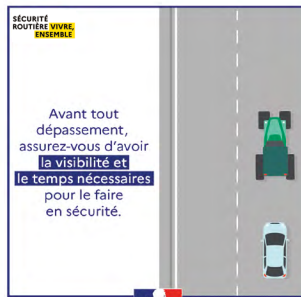 SÉCURITÉ
ROUTIÈRE VIVRE,
ENSEMBLE
Avant tout
dépassement,
assurez-vous d'avoir
la visibilité et
le temps nécessaires
pour le faire
en sécurité.